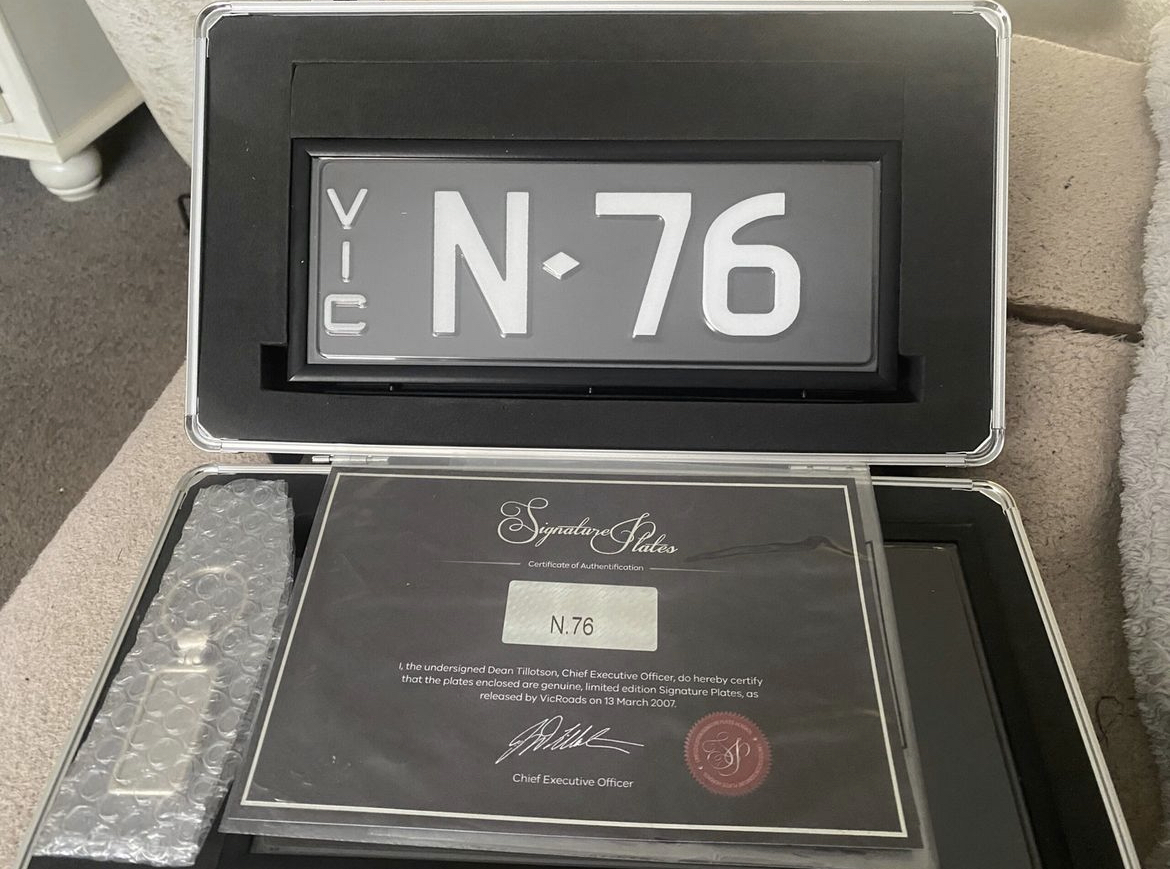 VIC
N♦76
Signature Plates
Certificate of Authentification
N.76
I, the undersigned Dean Tillotson, Chief Executive Officer, do hereby certify
that the plates enclosed are genuine, limited edition Signature Plates, as
released by VicRoads on 13 March 2007.
Chief Executive Officer
SP